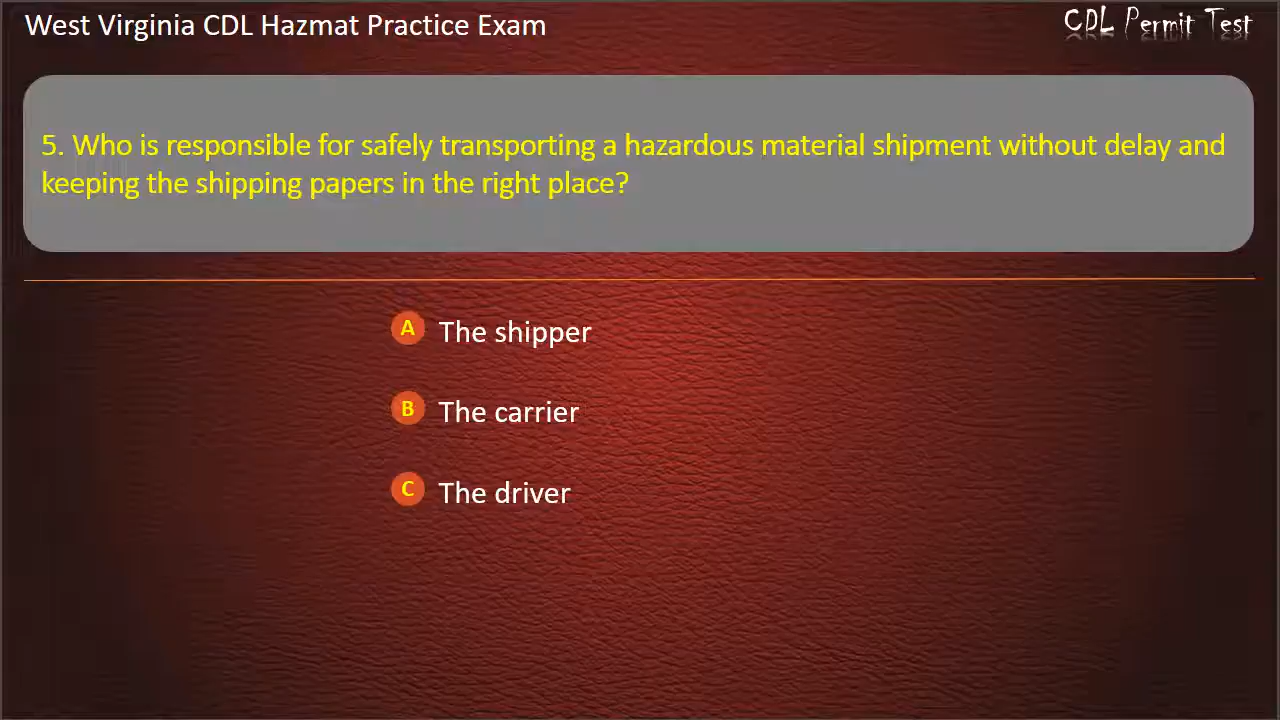 West Virginia CDL Hazmat Practice Exam
CDL Permit Test
5. Who is responsible for safely transporting a hazardous material shipment without delay and
keeping the shipping papers in the right place?
A The shipper
B The carrier
C The driver